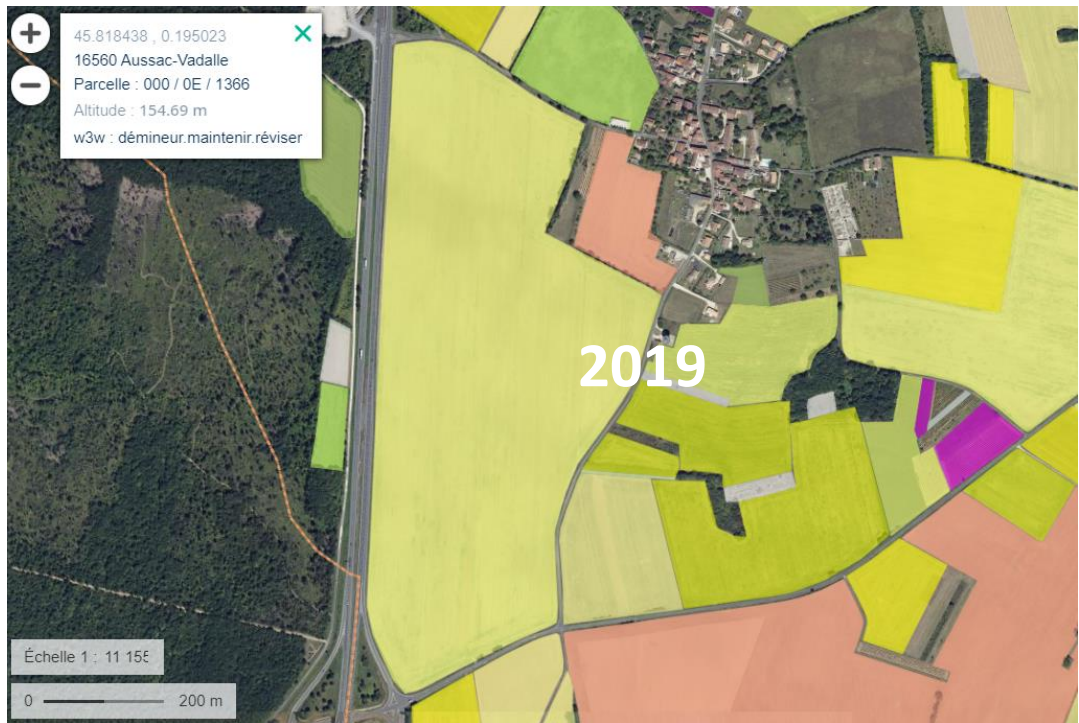 45.818438 , 0.195023
16560 Aussac-Vadalle
Parcelle : 000 / 0E / 1366
Altitude : 154.69 m
w3w : démineur.maintenir.réviser
2019
Échelle 1 : 11 155
0 200 m